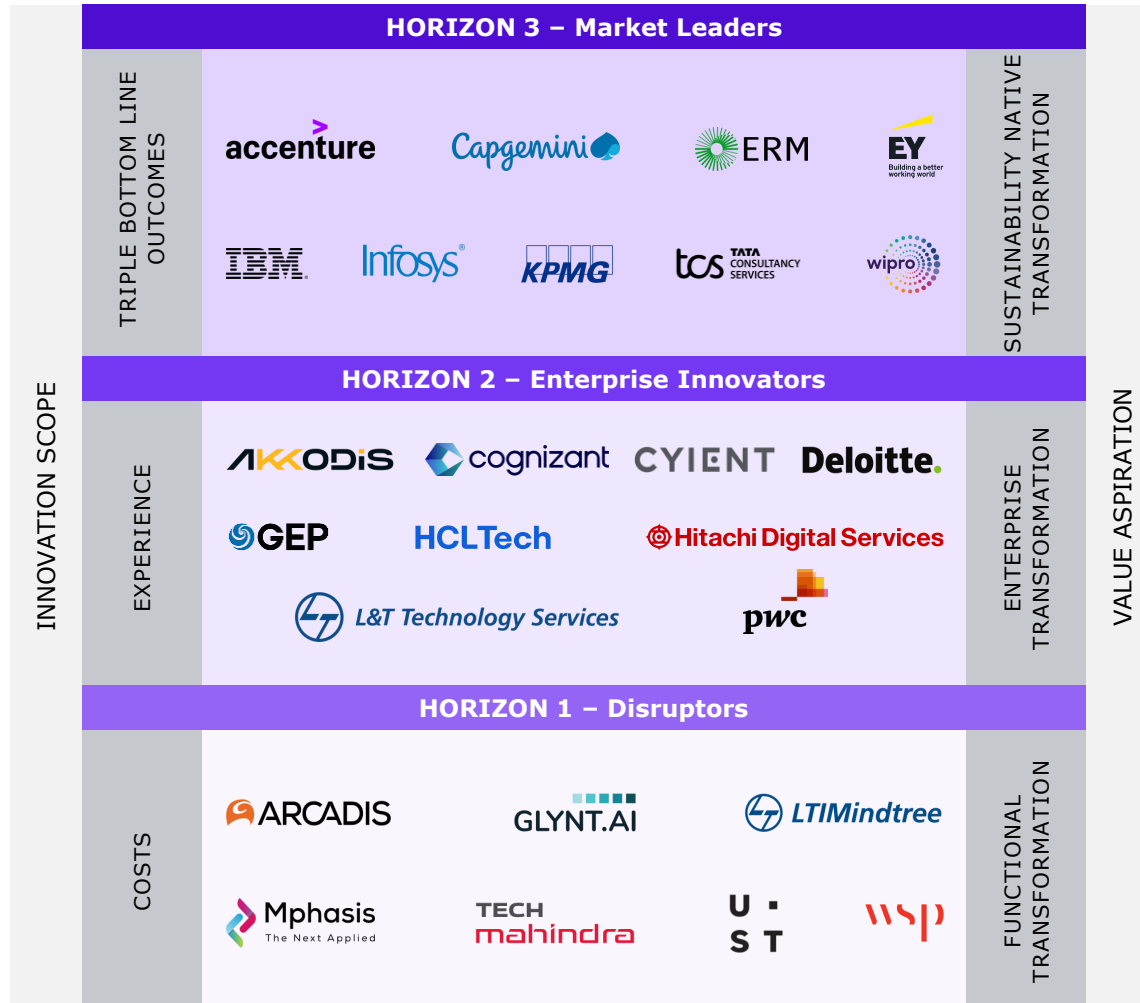 HORIZON 3 – Market Leaders
INNOVATION SCOPE
VALUE ASPIRATION
TRIPLE BOTTOM LINE
OUTCOMES
SUSTAINABILITY NATIVE
TRANSFORMATION
accenture
Capgemini
ERM
EY
Building a better
working world
IBM
Infosys®
KPMG
tcs TATA
CONSULTANCY
SERVICES
wipro
HORIZON 2 – Enterprise Innovators
EXPERIENCE
ENTERPRISE
TRANSFORMATION
AKKODiS
cognizant
CYIENT
Deloitte.
GEP
HCLTech
Hitachi Digital Services
LT L&T Technology Services
pwc
HORIZON 1 – Disruptors
COSTS
FUNCTIONAL
TRANSFORMATION
ARCADIS
GLYNT.AI
LT LTIMindtree
Mphasis
The Next Applied
TECH
mahindra
U ·
S T
wsp